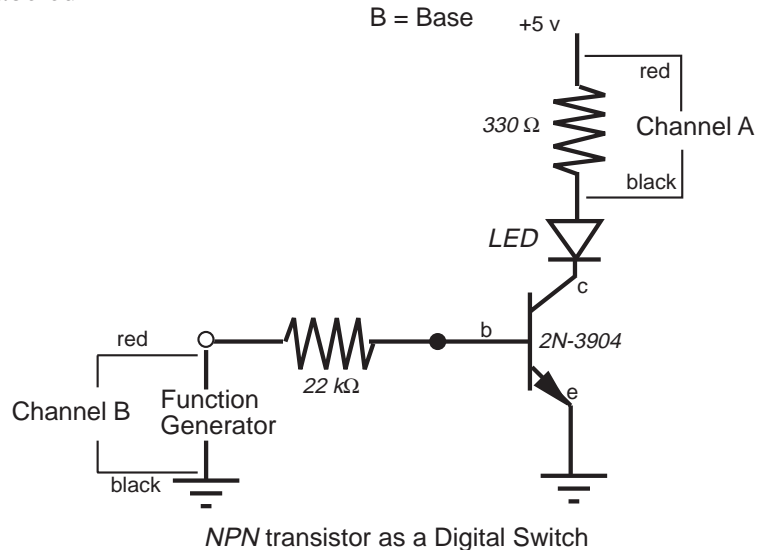 B = Base
+5 v
red
330 Ω
Channel A
black
LED
c
red
b
2N-3904
22 kΩ
e
Channel B
Function
Generator
black
NPN transistor as a Digital Switch